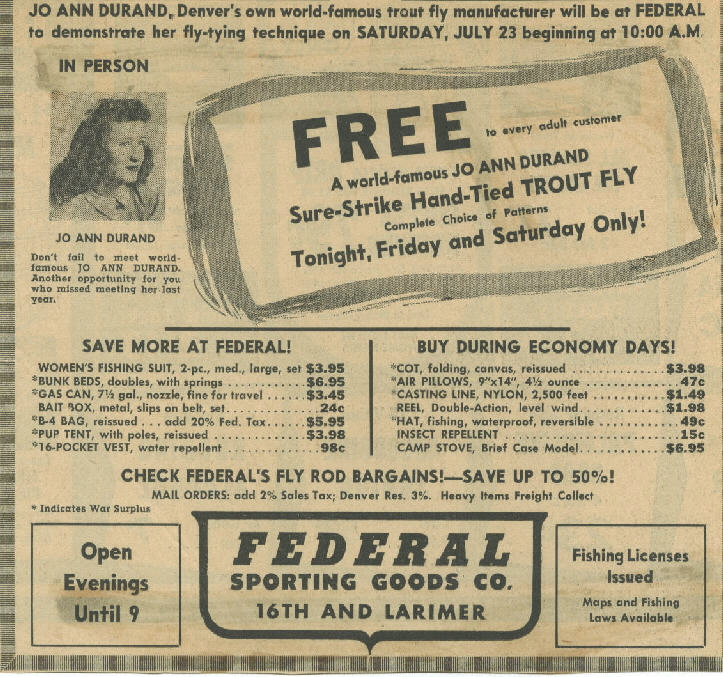 JO ANN DURAND, Denver's own world-famous trout fly manufacturer will be at FEDERAL
to demonstrate her fly-tying technique on SATURDAY, JULY 23 beginning at 10:00 A.M.
IN PERSON
JO ANN DURAND
Don't fail to meet world-
famous JO ANN DURAND.
Another opportunity for you
who missed meeting her last
year.
FREE to every adult customer
A world-famous JO ANN DURAND
Sure-Strike Hand-Tied TROUT FLY
Complete Choice of Patterns
Tonight, Friday and Saturday Only!
SAVE MORE AT FEDERAL!
WOMEN'S FISHING SUIT, 2-pc., med., large, set $3.95
*BUNK BEDS, doubles, with springs ............ $6.95
*GAS CAN, 7½ gal., nozzle, fine for travel .... $3.45
BAIT BOX, metal, slips on belt, set............ 24c
*B-4 BAG, reissued . . . add 20% Fed. Tax..... $5.95
*PUP TENT, with poles, reissued .............. $3.98
*16-POCKET VEST, water repellent ............ 98c
BUY DURING ECONOMY DAYS!
*COT, folding, canvas, reissued ............... $3.98
*AIR PILLOWS, 9"x14", 4½ ounce ............ 47c
*CASTING LINE, NYLON, 2,500 feet ........... $1.49
REEL, Double-Action, level wind............... $1.98
*HAT, fishing, waterproof, reversible ........... 49c
INSECT REPELLENT ......................... 15c
CAMP STOVE, Brief Case Model.............. $6.95
CHECK FEDERAL'S FLY ROD BARGAINS!—SAVE UP TO 50%!
MAIL ORDERS: add 2% Sales Tax; Denver Res. 3%. Heavy Items Freight Collect
* Indicates War Surplus
Open
Evenings
Until 9
FEDERAL
SPORTING GOODS CO.
16TH AND LARIMER
Fishing Licenses
Issued
Maps and Fishing
Laws Available